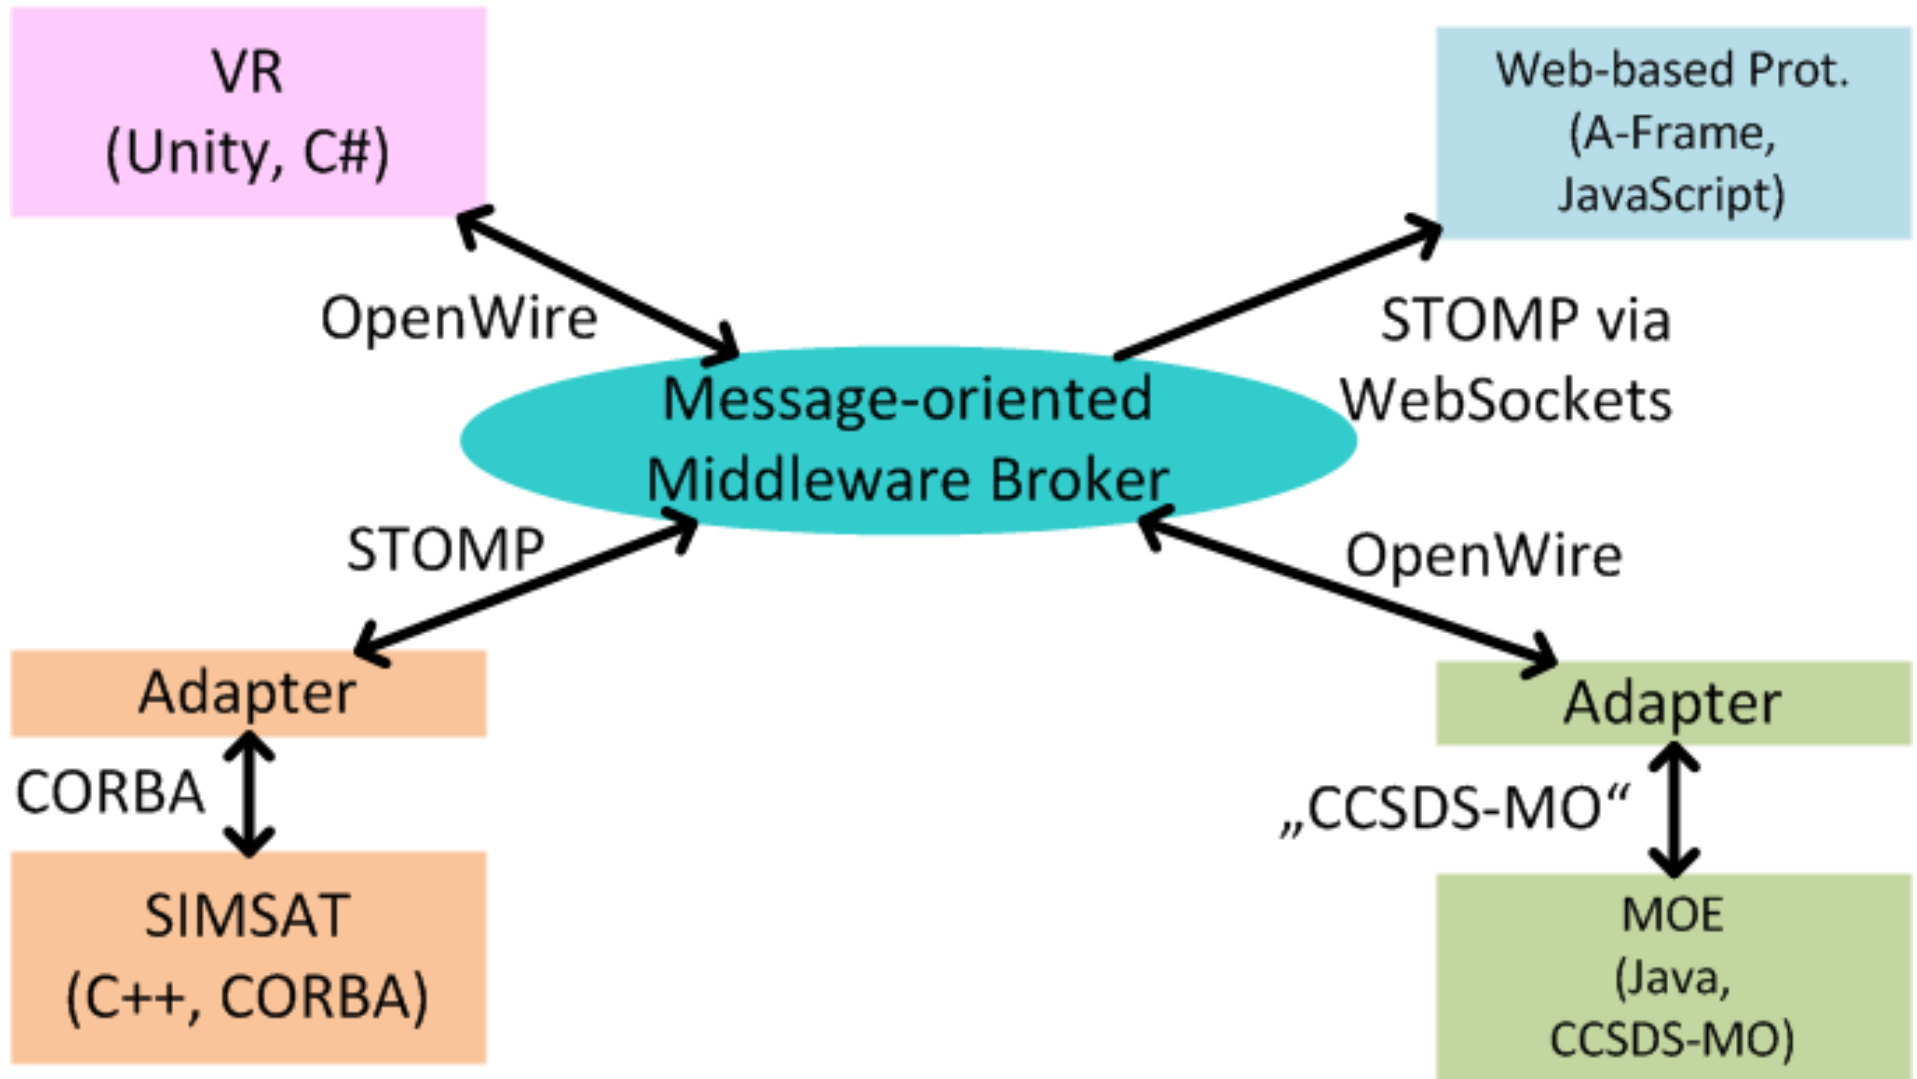 VR
(Unity, C#)
Web-based Prot.
(A-Frame,
JavaScript)
OpenWire
STOMP via
WebSockets
Message-oriented
Middleware Broker
STOMP
OpenWire
Adapter
Adapter
CORBA
„CCSDS-MO“
SIMSAT
(C++, CORBA)
MOE
(Java,
CCSDS-MO)